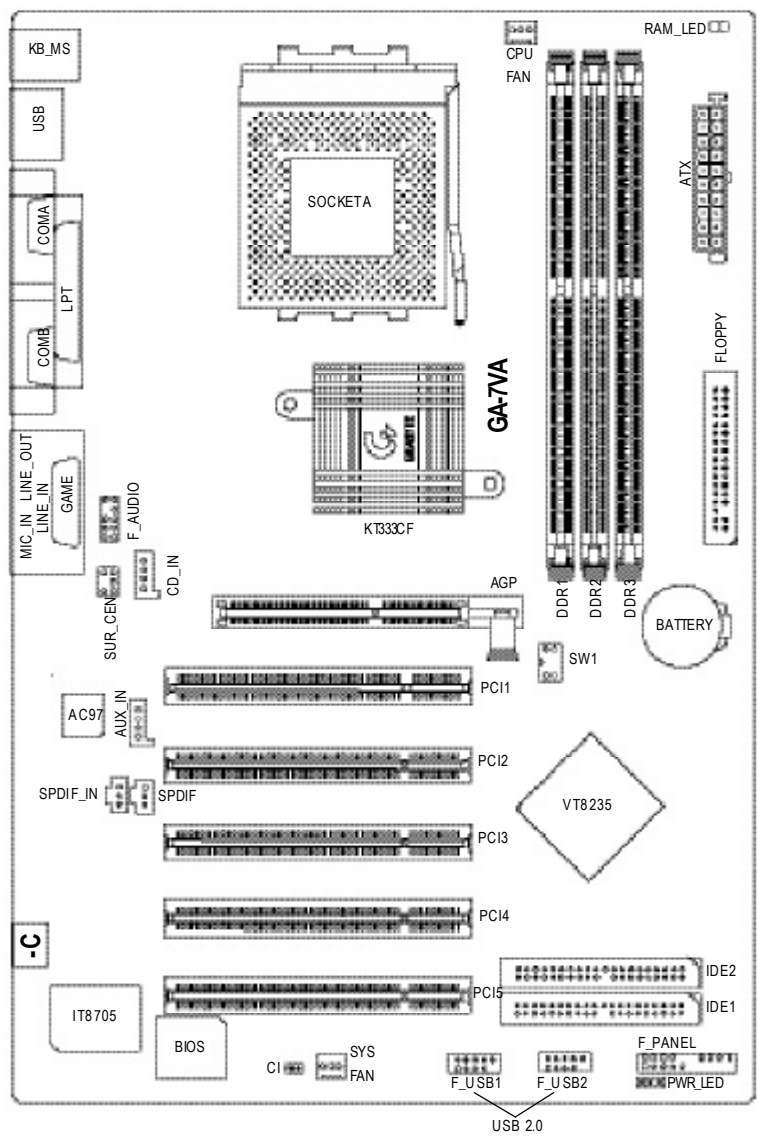 RAM_LED
KB_MS
CPU
FAN
USB
ATX
SOCKETA
COMA
LPT
COMB
FLOPPY
GA-7VA
GIGABYTE
KT333CF
MIC_IN LINE_OUT
LINE_IN
GAME
F_AUDIO
CD_IN
SUR_CEN
AGP
DDR1
DDR2
DDR3
BATTERY
SW1
PCI1
AC97
AUX_IN
PCI2
SPDIF_IN
SPDIF
VT8235
PCI3
PCI4
-C
IDE2
PCI5
IDE1
IT8705
BIOS
CI
SYS
FAN
F_PANEL
F_USB1
F_USB2
PWR_LED
USB 2.0